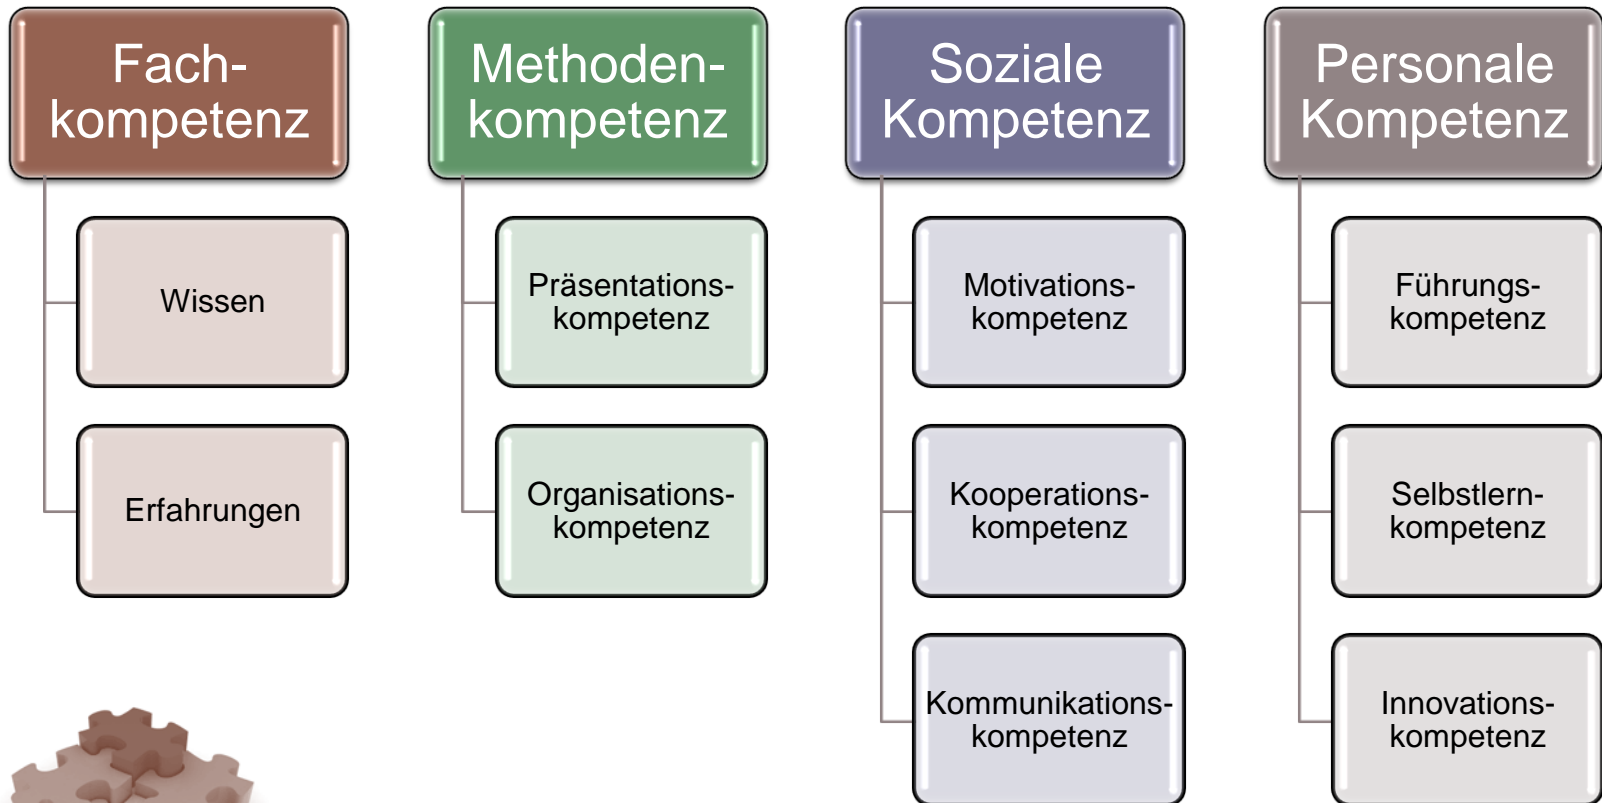 Fach-
kompetenz
Wissen
Erfahrungen
Methoden-
kompetenz
Präsentations-
kompetenz
Organisations-
kompetenz
Soziale
Kompetenz
Motivations-
kompetenz
Kooperations-
kompetenz
Kommunikations-
kompetenz
Personale
Kompetenz
Führungs-
kompetenz
Selbstlern-
kompetenz
Innovations-
kompetenz